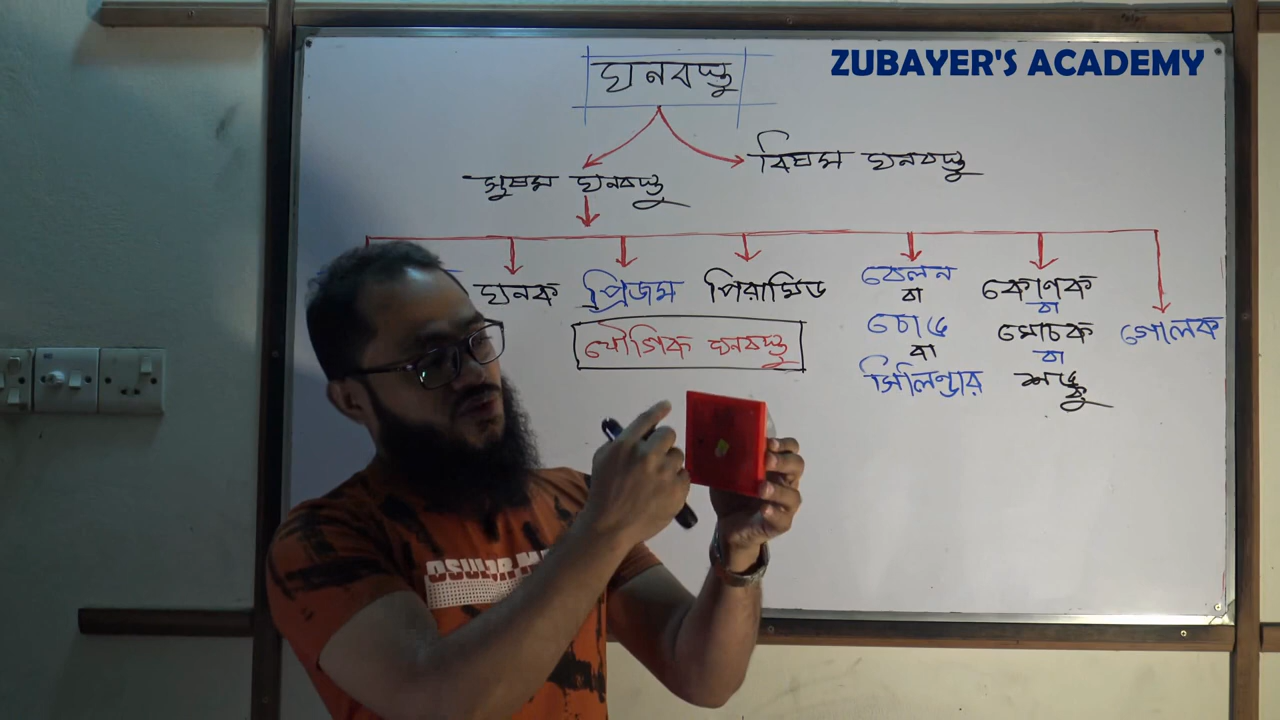 ZUBAYER'S ACADEMY
ঘনবস্তু
সুষম ঘনবস্তু
বিষম ঘনবস্তু
ঘনক
প্রিজম
পিরামিড
যৌগিক ঘনবস্তু
বেলন
বা
চোঙ
বা
সিলিণ্ডার
কোণক
বা
মোচক
বা
শঙ্কু
গোলক